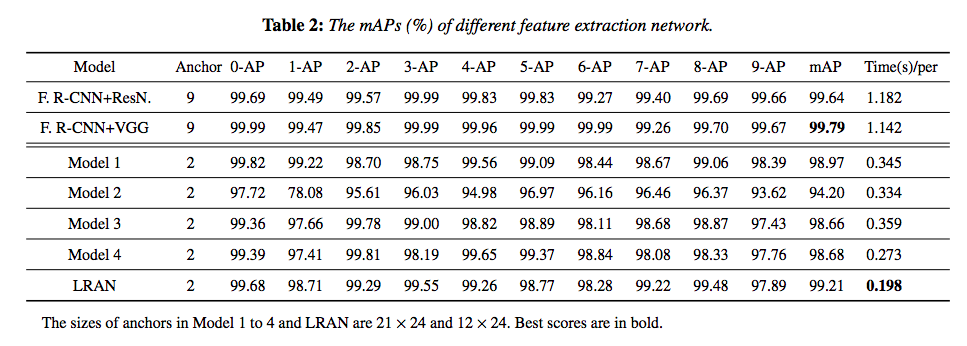 Table 2: The mAPs (%) of different feature extraction network.
Model Anchor 0-AP 1-AP 2-AP 3-AP 4-AP 5-AP 6-AP 7-AP 8-AP 9-AP mAP Time(s)/per
F. R-CNN+ResN. 9 99.69 99.49 99.57 99.99 99.83 99.83 99.27 99.40 99.69 99.66 99.64 1.182
F. R-CNN+VGG 9 99.99 99.47 99.85 99.99 99.96 99.99 99.99 99.26 99.70 99.67 99.79 1.142
Model 1 2 99.82 99.22 98.70 98.75 99.56 99.09 98.44 98.67 99.06 98.39 98.97 0.345
Model 2 2 97.72 78.08 95.61 96.03 94.98 96.97 96.16 96.46 96.37 93.62 94.20 0.334
Model 3 2 99.36 97.66 99.78 99.00 98.82 98.89 98.11 98.68 98.87 97.43 98.66 0.359
Model 4 2 99.39 97.41 99.81 98.19 99.65 99.37 98.84 98.08 98.33 97.76 98.68 0.273
LRAN 2 99.68 98.71 99.29 99.55 99.26 98.77 98.28 99.22 99.48 97.89 99.21 0.198
The sizes of anchors in Model 1 to 4 and LRAN are 21 × 24 and 12 × 24. Best scores are in bold.